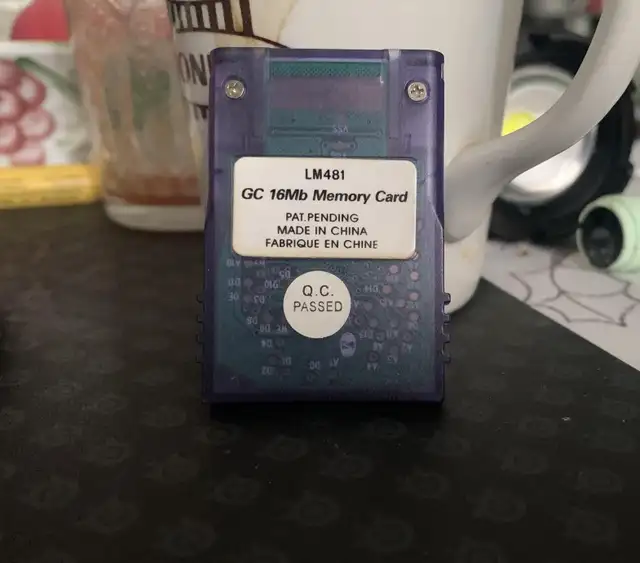 LM481
GC 16Mb Memory Card
PAT.PENDING
MADE IN CHINA
FABRIQUE EN CHINE
Q.C.
PASSED